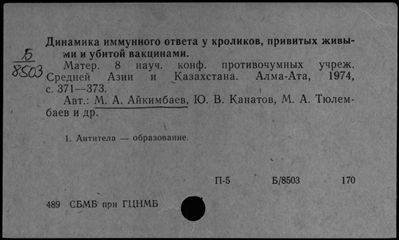 Б
8503
Динамика иммунного ответа у кроликов, привитых живы-
ми и убитой вакцинами.
Матер. 8 науч. конф. противочумных учреж.
Средней Азии и Казахстана. Алма-Ата, 1974,
с. 371—373.
Авт.: М. А. Айкимбаев, Ю. В. Канатов, М. А. Тюлем-
баев и др.
1. Антитела — образование.
П-5 Б/8503 170
489 СБМБ при ГЦНМБ